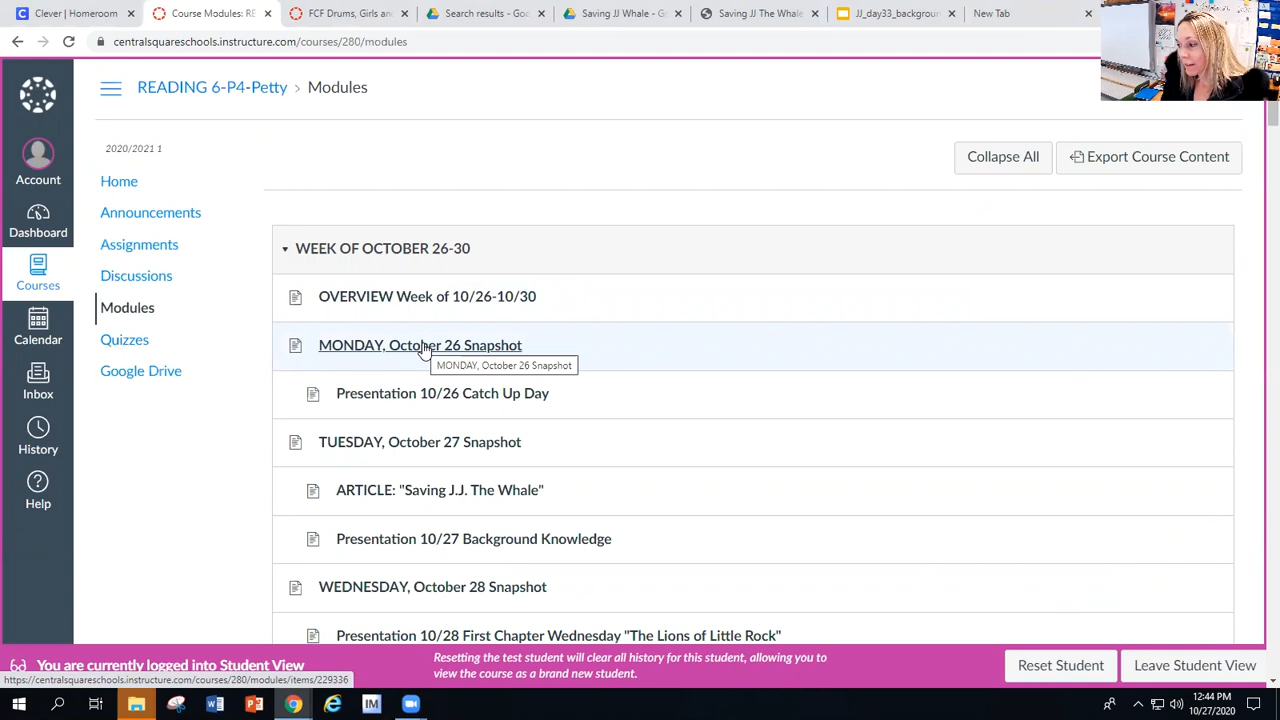 Clever | Homeroom
Course Modules: RE
FCF Drums, Girls an
Search results - Goo
Saving JJ Whale - G
Saving JJ The Whale
JJ_day33_backgroun
New Tab
centralsquareschools.instructure.com/courses/280/modules
READING 6-P4-Petty > Modules
2020/2021 1
Collapse All
Export Course Content
Account
Dashboard
Courses
Calendar
Inbox
History
Help
Home
Announcements
Assignments
Discussions
Modules
Quizzes
Google Drive
WEEK OF OCTOBER 26-30
OVERVIEW Week of 10/26-10/30
MONDAY, October 26 Snapshot
MONDAY, October 26 Snapshot
Presentation 10/26 Catch Up Day
TUESDAY, October 27 Snapshot
ARTICLE: "Saving J.J. The Whale"
Presentation 10/27 Background Knowledge
WEDNESDAY, October 28 Snapshot
Presentation 10/28 First Chapter Wednesday "The Lions of Little Rock"
You are currently logged into Student View
Resetting the test student will clear all history for this student, allowing you to
view the course as a brand new student.
Reset Student
Leave Student View
https://centralsquareschools.instructure.com/courses/280/modules/items/229336
IM
12:44 PM
10/27/2020